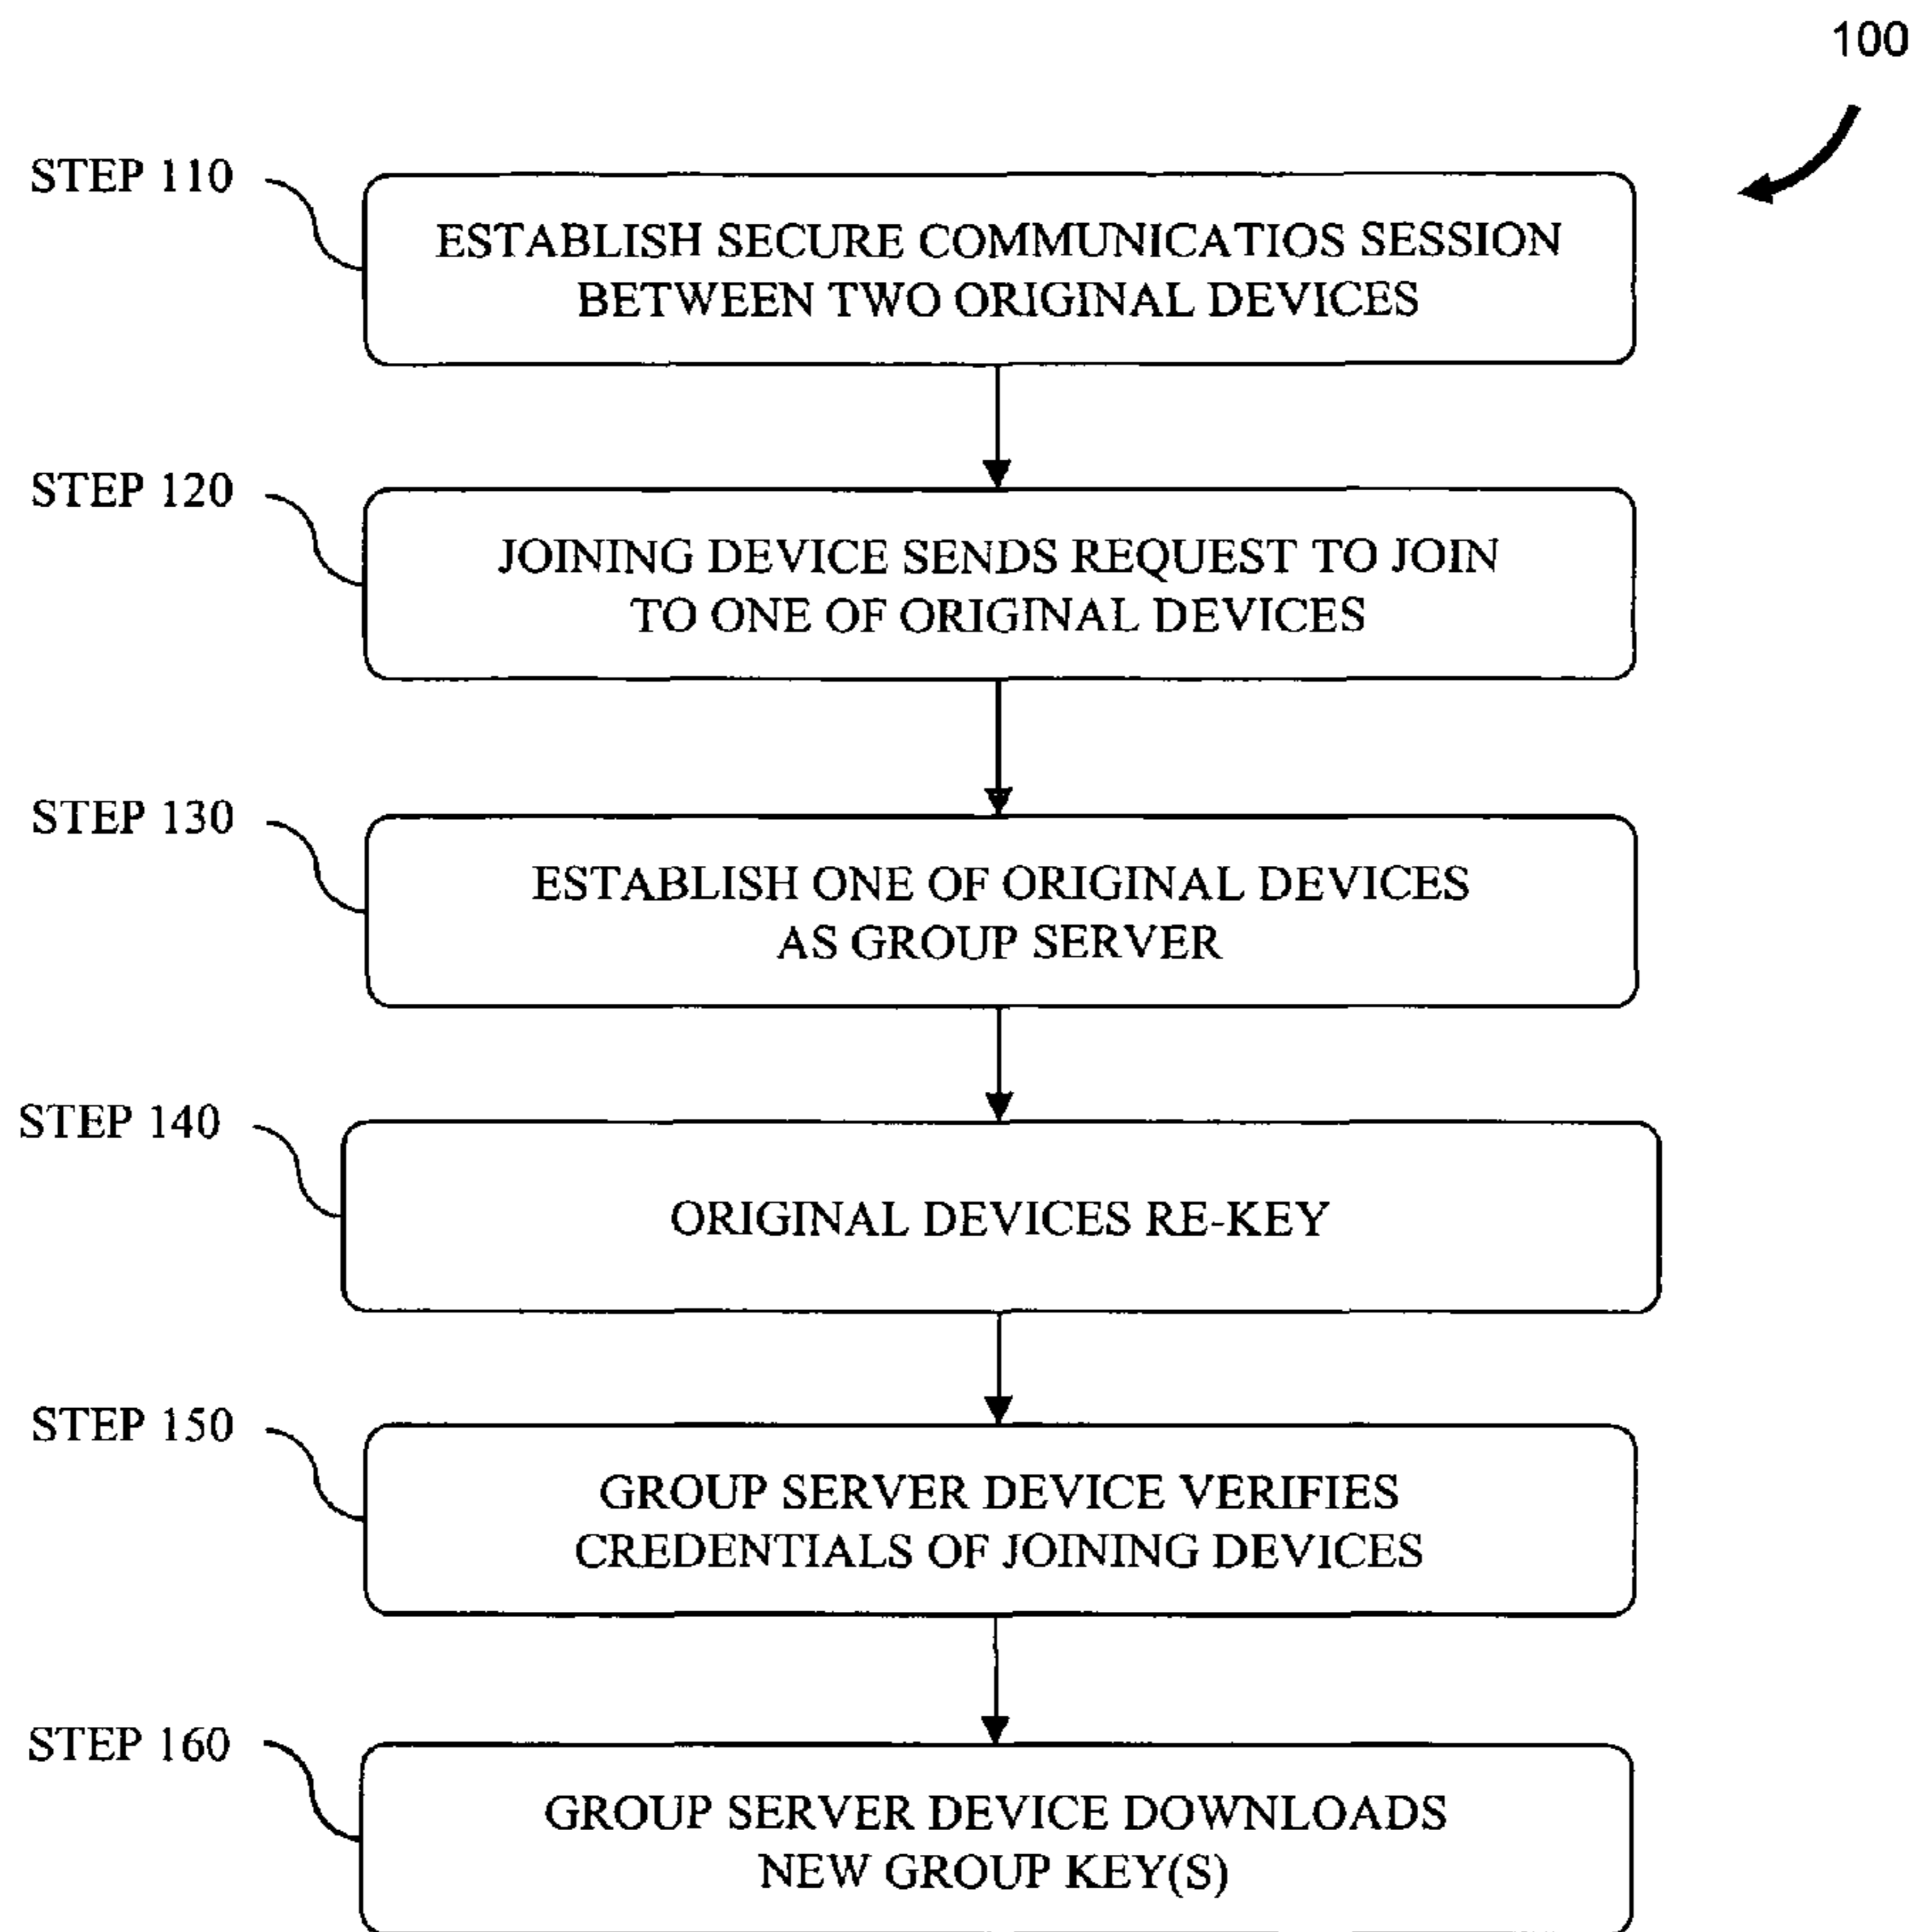 100
STEP 110
ESTABLISH SECURE COMMUNICATIOS SESSION
BETWEEN TWO ORIGINAL DEVICES
STEP 120
JOINING DEVICE SENDS REQUEST TO JOIN
TO ONE OF ORIGINAL DEVICES
STEP 130
ESTABLISH ONE OF ORIGINAL DEVICES
AS GROUP SERVER
STEP 140
ORIGINAL DEVICES RE-KEY
STEP 150
GROUP SERVER DEVICE VERIFIES
CREDENTIALS OF JOINING DEVICES
STEP 160
GROUP SERVER DEVICE DOWNLOADS
NEW GROUP KEY(S)